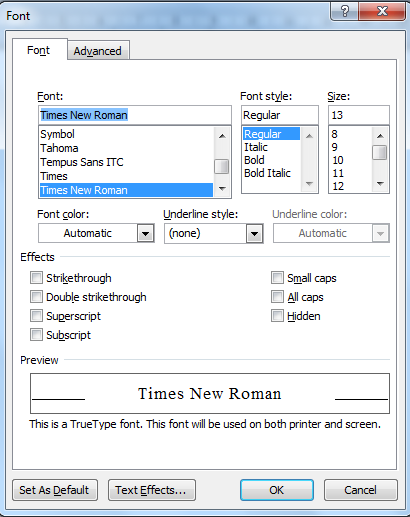 Font
?
Font
Advanced
Font:
Font style:
Size:
Times New Roman
Regular
13
Symbol
Tahoma
Tempus Sans ITC
Times
Times New Roman
Regular
Italic
Bold
Bold Italic
8
9
10
11
12
Font color:
Underline style:
Underline color:
Automatic
(none)
Automatic
Effects
Strikethrough
Double strikethrough
Superscript
Subscript
Small caps
All caps
Hidden
Preview
Times New Roman
This is a TrueType font. This font will be used on both printer and screen.
Set As Default
Text Effects...
OK
Cancel